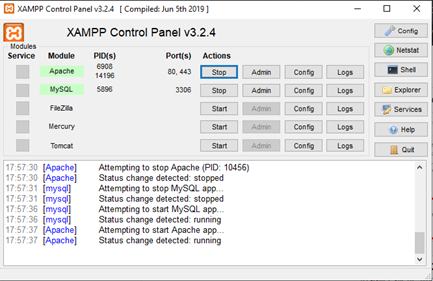 XAMPP Control Panel v3.2.4 [ Compiled: Jun 5th 2019 ]
XAMPP Control Panel v3.2.4
Config
Modules
Service Module PID(s) Port(s) Actions
Netstat
Apache 6908 14196 80, 443 Stop Admin Config Logs
Shell
MySQL 5896 3306 Stop Admin Config Logs
Explorer
FileZilla Start Admin Config Logs
Services
Mercury Start Admin Config Logs
Help
Tomcat Start Admin Config Logs
Quit
17:57:30 [Apache] Attempting to stop Apache (PID: 10456)
17:57:30 [Apache] Status change detected: stopped
17:57:31 [mysql] Attempting to stop MySQL app...
17:57:31 [mysql] Status change detected: stopped
17:57:36 [mysql] Attempting to start MySQL app...
17:57:36 [mysql] Status change detected: running
17:57:37 [Apache] Attempting to start Apache app...
17:57:37 [Apache] Status change detected: running